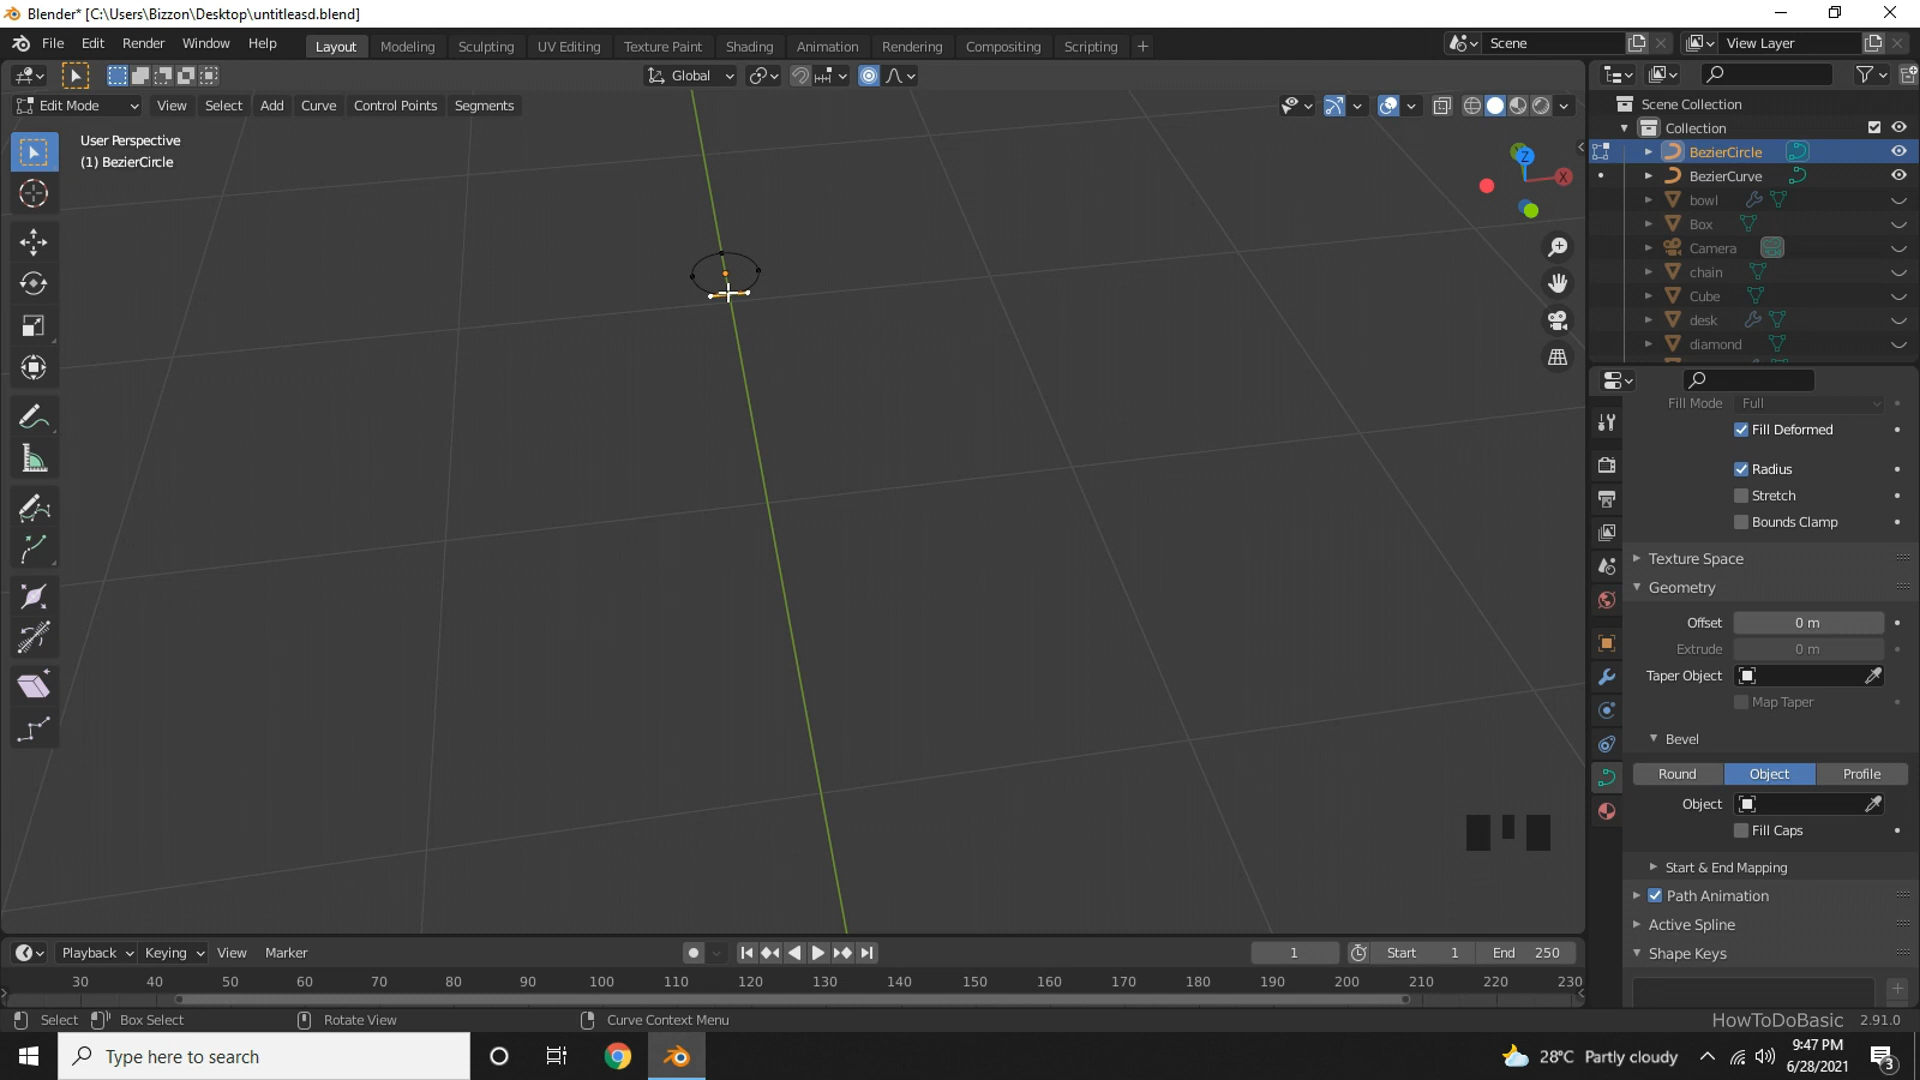 Blender* [C:\Users\Bizzon\Desktop\untitleasd.blend]
File Edit Render Window Help Layout Modeling Sculpting UV Editing Texture Paint Shading Animation Rendering Compositing Scripting + Scene View Layer
Global
Edit Mode View Select Add Curve Control Points Segments
User Perspective
(1) BezierCircle
Z
X
Scene Collection
Collection
BezierCircle
BezierCurve
bowl
Box
Camera
chain
Cube
desk
diamond
Fill Mode Full
Fill Deformed
Radius
Stretch
Bounds Clamp
Texture Space
Geometry
Offset 0 m
Extrude 0 m
Taper Object
Map Taper
Bevel
Round Object Profile
Object
Fill Caps
Start & End Mapping
Path Animation
Active Spline
Shape Keys
Playback Keying View Marker 1 Start 1 End 250
30 40 50 60 70 80 90 100 110 120 130 140 150 160 170 180 190 200 210 220 230
Select Box Select Rotate View Curve Context Menu HowToDoBasic 2.91.0
Type here to search
28°C Partly cloudy
9:47 PM
6/28/2021
3